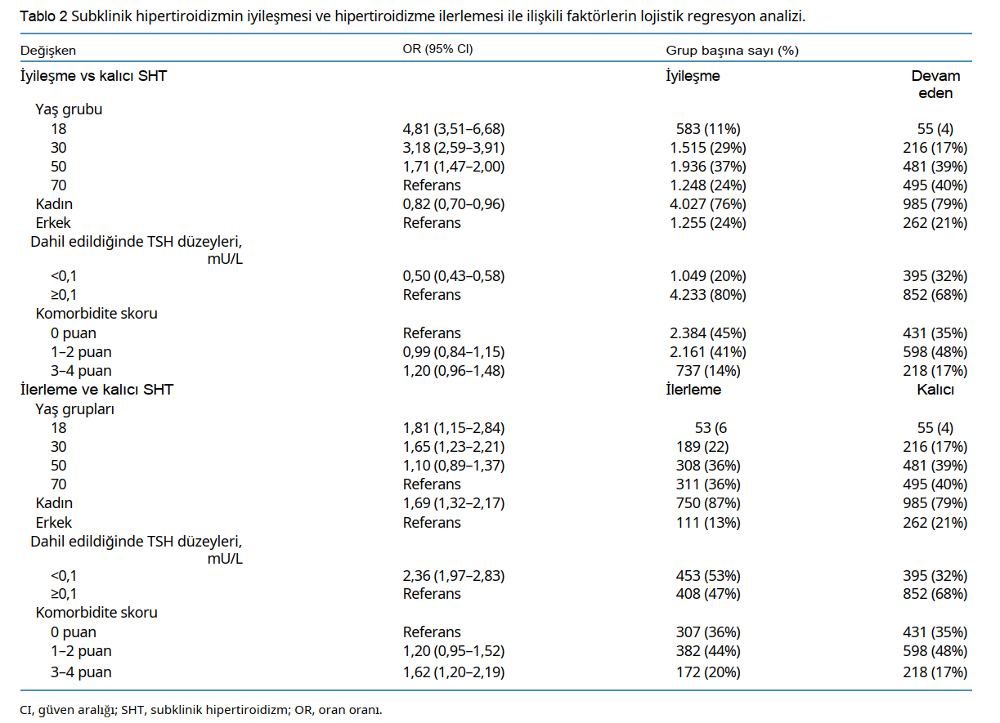 Tablo 2 Subklinik hipertiroidizmin iyileşmesi ve hipertiroidizme ilerlemesi ile ilişkili faktörlerin lojistik regresyon analizi.
Değişken OR (95% CI) Grup başına sayı (%)
İyileşme vs kalıcı SHT İyileşme Devam
eden
Yaş grubu
18 4,81 (3,51–6,68) 583 (11%) 55 (4)
30 3,18 (2,59–3,91) 1.515 (29%) 216 (17%)
50 1,71 (1,47–2,00) 1.936 (37%) 481 (39%)
70 Referans 1.248 (24%) 495 (40%)
Kadın 0,82 (0,70–0,96) 4.027 (76%) 985 (79%)
Erkek Referans 1.255 (24%) 262 (21%)
Dahil edildiğinde TSH düzeyleri,
mU/L
<0,1 0,50 (0,43–0,58) 1.049 (20%) 395 (32%)
≥0,1 Referans 4.233 (80%) 852 (68%)
Komorbidite skoru
0 puan Referans 2.384 (45%) 431 (35%)
1–2 puan 0,99 (0,84–1,15) 2.161 (41%) 598 (48%)
3–4 puan 1,20 (0,96–1,48) 737 (14%) 218 (17%)
İlerleme ve kalıcı SHT İlerleme Kalıcı
Yaş grupları
18 1,81 (1,15–2,84) 53 (6 55 (4)
30 1,65 (1,23–2,21) 189 (22) 216 (17%)
50 1,10 (0,89–1,37) 308 (36%) 481 (39%)
70 Referans 311 (36%) 495 (40%)
Kadın 1,69 (1,32–2,17) 750 (87%) 985 (79%)
Erkek Referans 111 (13%) 262 (21%)
Dahil edildiğinde TSH düzeyleri,
mU/L
<0,1 2,36 (1,97–2,83) 453 (53%) 395 (32%)
≥0,1 Referans 408 (47%) 852 (68%)
Komorbidite skoru
0 puan Referans 307 (36%) 431 (35%)
1–2 puan 1,20 (0,95–1,52) 382 (44%) 598 (48%)
3–4 puan 1,62 (1,20–2,19) 172 (20%) 218 (17%)
CI, güven aralığı; SHT, subklinik hipertiroidizm; OR, oran oranı.